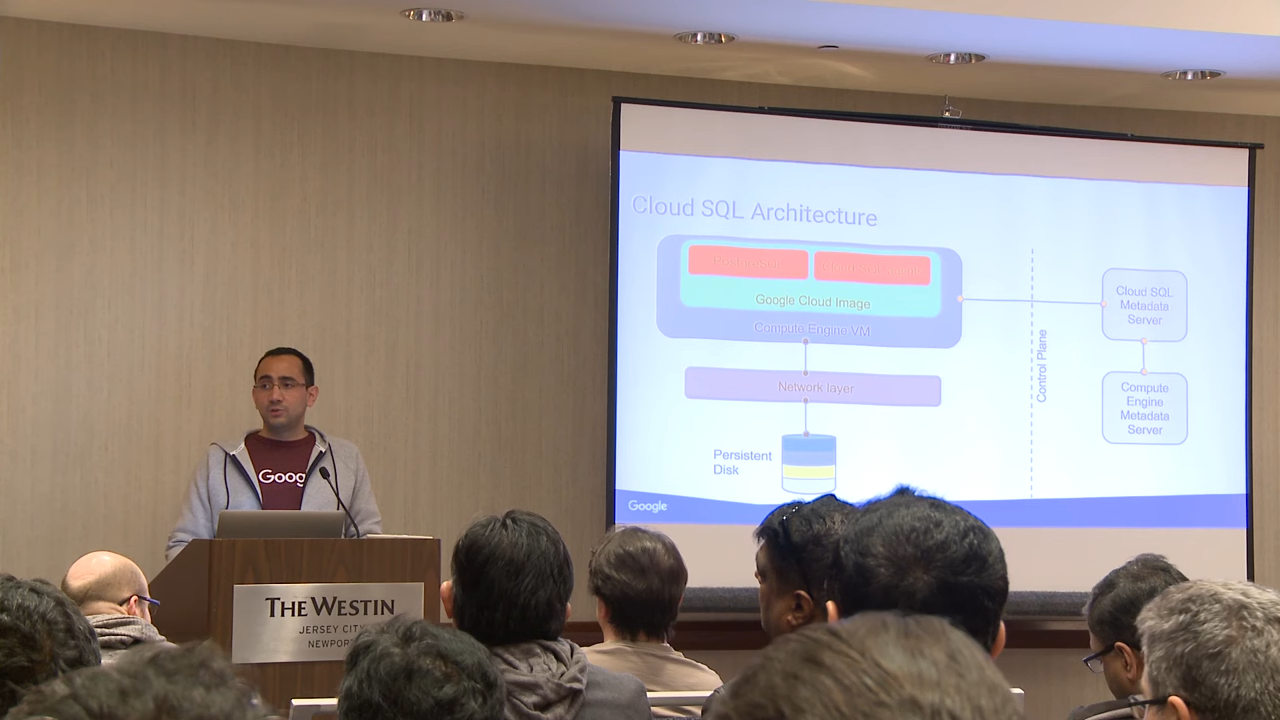 Cloud SQL Architecture
PostgreSQL
Google Cloud Image
Compute Engine VM
Network layer
Persistent
Disk
Control Plane
Cloud SQL
Metadata
Server
Compute
Engine
Metadata
Server
Google
Goog
THE WESTIN
JERSEY CITY
NEWPOR